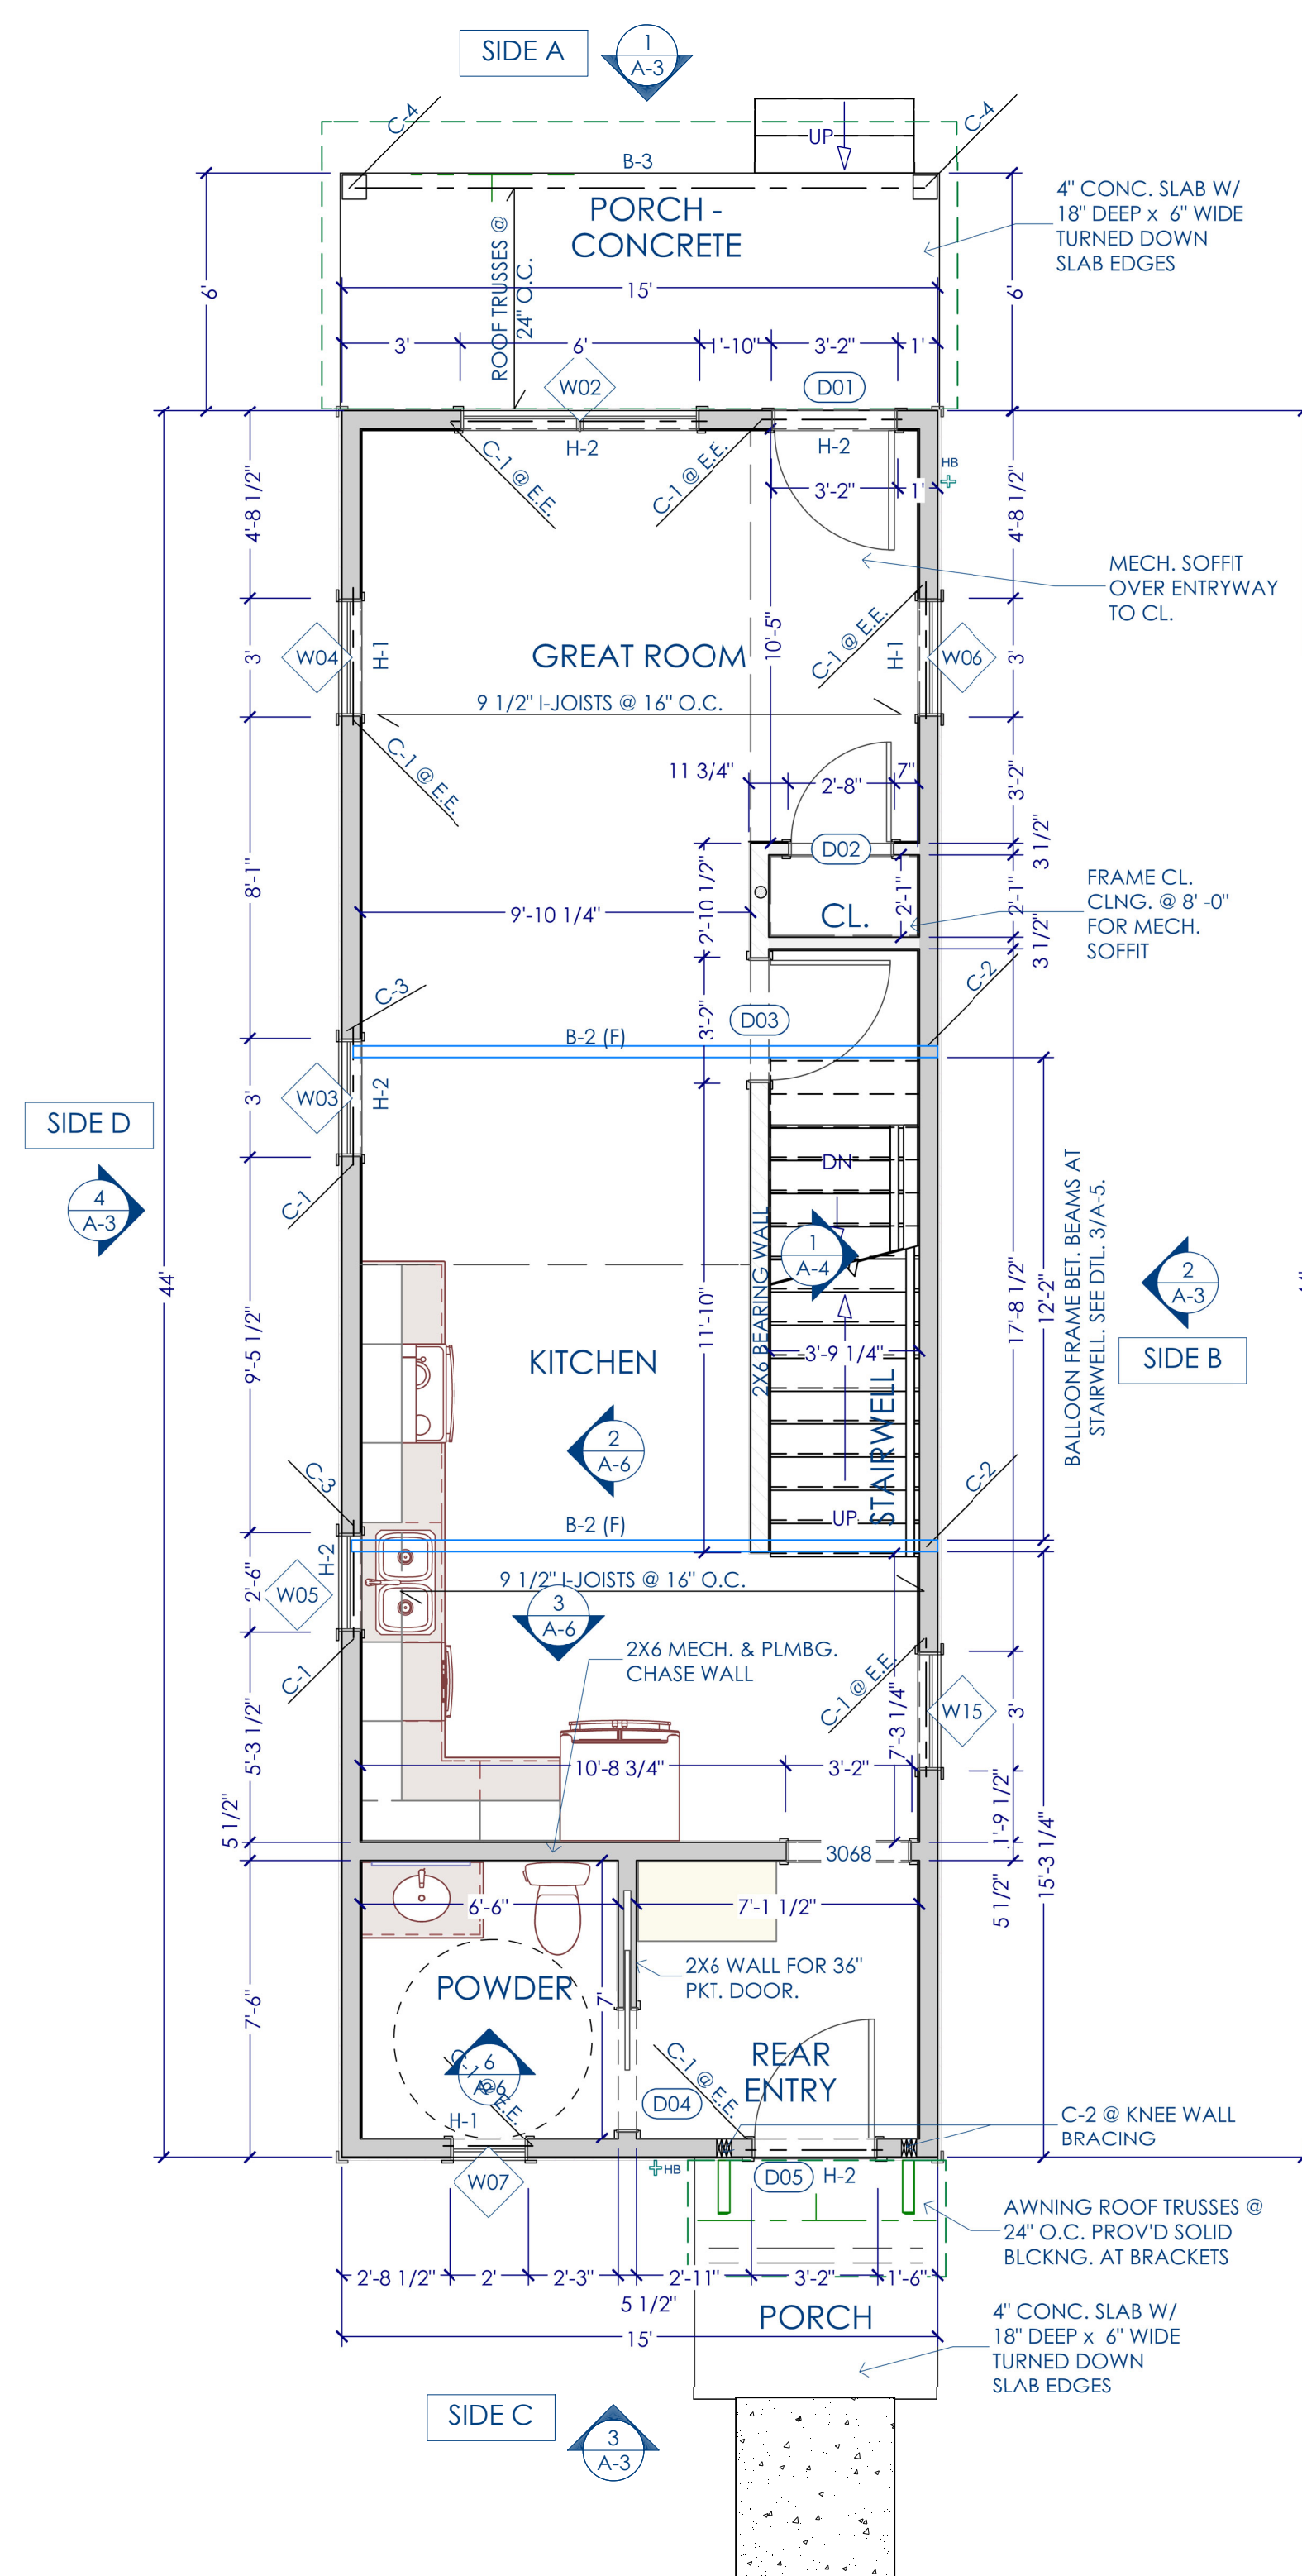 SIDE A
1
A-3
C-4
C-4
UP
B-3
PORCH -
CONCRETE
ROOF TRUSSES @
24" O.C.
4" CONC. SLAB W/
18" DEEP x 6" WIDE
TURNED DOWN
SLAB EDGES
6'
6'
15'
3'
6'
1'-10"
3'-2"
1'
W02
D01
H-2
H-2
C-1 @ E.E.
C-1 @ E.E.
HB
3'-2"
1'
4'-8 1/2"
4'-8 1/2"
MECH. SOFFIT
OVER ENTRYWAY
TO CL.
10'-5"
C-1 @ E.E.
3'
W04
H-1
GREAT ROOM
H-1
W06
3'
9 1/2" I-JOISTS @ 16" O.C.
C-1 @ E.E.
11 3/4"
2'-8"
7"
3'-2"
3 1/2"
D02
8'-1"
2'-10 1/2"
9'-10 1/4"
CL.
2'-1"
2'-1"
3 1/2"
FRAME CL.
CLNG. @ 8' -0"
FOR MECH.
SOFFIT
C-3
C-2
3'-2"
D03
B-2 (F)
3'
W03
H-2
SIDE D
4
A-3
C-1
DN
1
A-4
2X6 BEARING WALL
44'
9'-5 1/2"
11'-10"
17'-8 1/2"
12'-2"
BALLOON FRAME BET. BEAMS AT
STAIRWELL. SEE DTL. 3/A-5.
2
A-3
SIDE B
3'-9 1/4"
KITCHEN
STAIRWELL
2
A-6
C-3
C-2
UP
B-2 (F)
H-2
2'-6"
W05
9 1/2" I-JOISTS @ 16" O.C.
3
A-6
2X6 MECH. & PLMBG.
CHASE WALL
C-1
C-1 @ E.E.
7'-3 1/4"
W15
3'
5'-3 1/2"
10'-8 3/4"
3'-2"
1'-9 1/2"
5 1/2"
3068
5 1/2"
15'-3 1/4"
6'-6"
7'-1 1/2"
2X6 WALL FOR 36"
PKT. DOOR.
POWDER
7'
7'-6"
REAR
ENTRY
6
A-6
C-1 @ E.E.
C-1 @ E.E.
D04
H-1
C-2 @ KNEE WALL
BRACING
W07
HB
D05
H-2
AWNING ROOF TRUSSES @
24" O.C. PROV'D SOLID
BLCKNG. AT BRACKETS
2'-8 1/2"
2'
2'-3"
5 1/2"
2'-11"
3'-2"
1'-6"
15'
PORCH
4" CONC. SLAB W/
18" DEEP x 6" WIDE
TURNED DOWN
SLAB EDGES
SIDE C
3
A-3